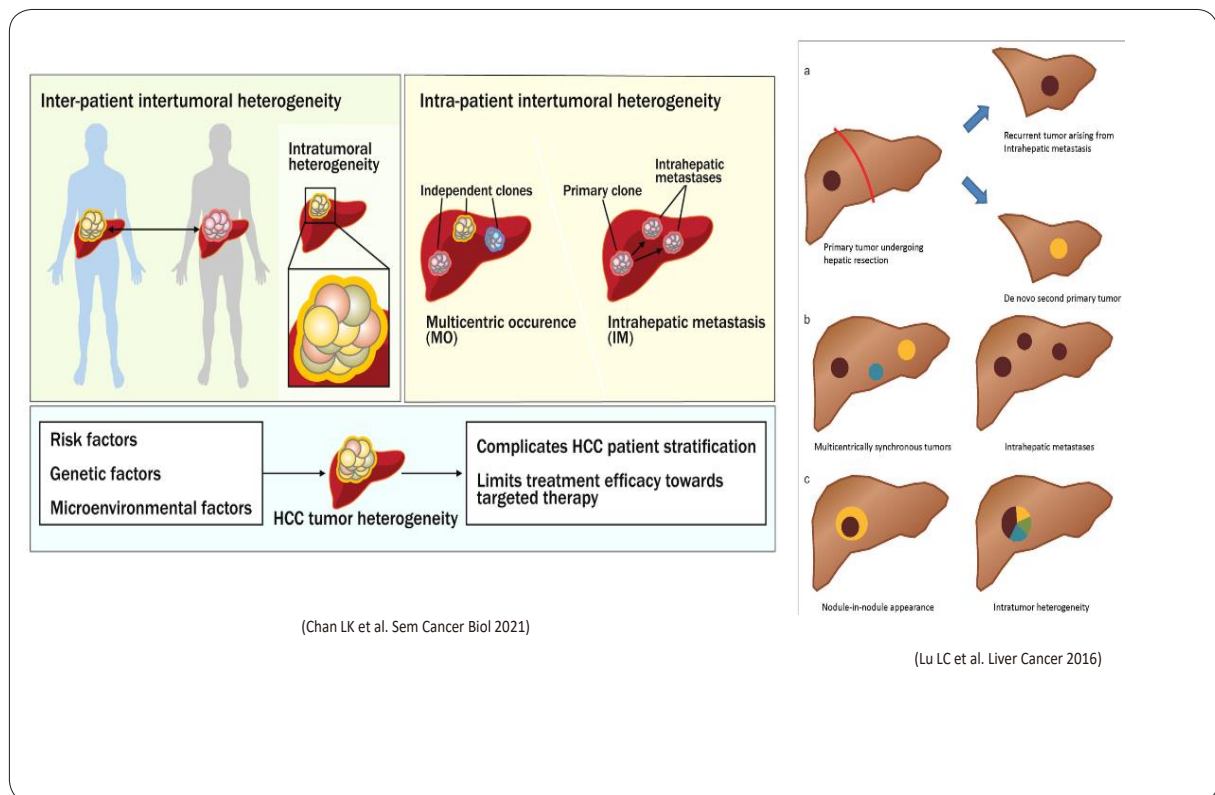 Inter-patient intertumoral heterogeneity
Intratumoral
heterogeneity
Intra-patient intertumoral heterogeneity
Independent clones
Multicentric occurence
(MO)
Intrahepatic
metastases
Primary clone
Intrahepatic metastasis
(IM)
Risk factors
Genetic factors
Microenvironmental factors
HCC tumor heterogeneity
Complicates HCC patient stratification
Limits treatment efficacy towards
targeted therapy
(Chan LK et al. Sem Cancer Biol 2021)
a
Recurrent tumor arising from
Intrahepatic metastasis
Primary tumor undergoing
hepatic resection
De novo second primary tumor
b
Multicentrically synchronous tumors
Intrahepatic metastases
c
Nodule-in-nodule appearance
Intratumor heterogeneity
(Lu LC et al. Liver Cancer 2016)